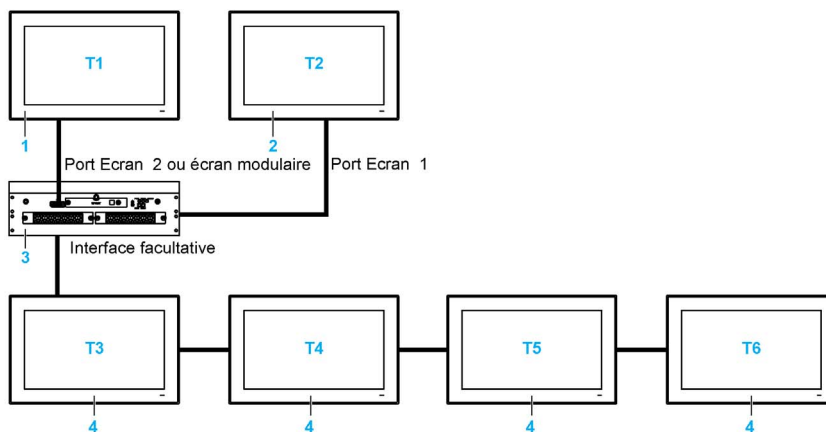 T1
T2
1
2
Port Ecran 2 ou écran modulaire
Port Ecran 1
3
Interface facultative
T3
T4
T5
T6
4
4
4
4